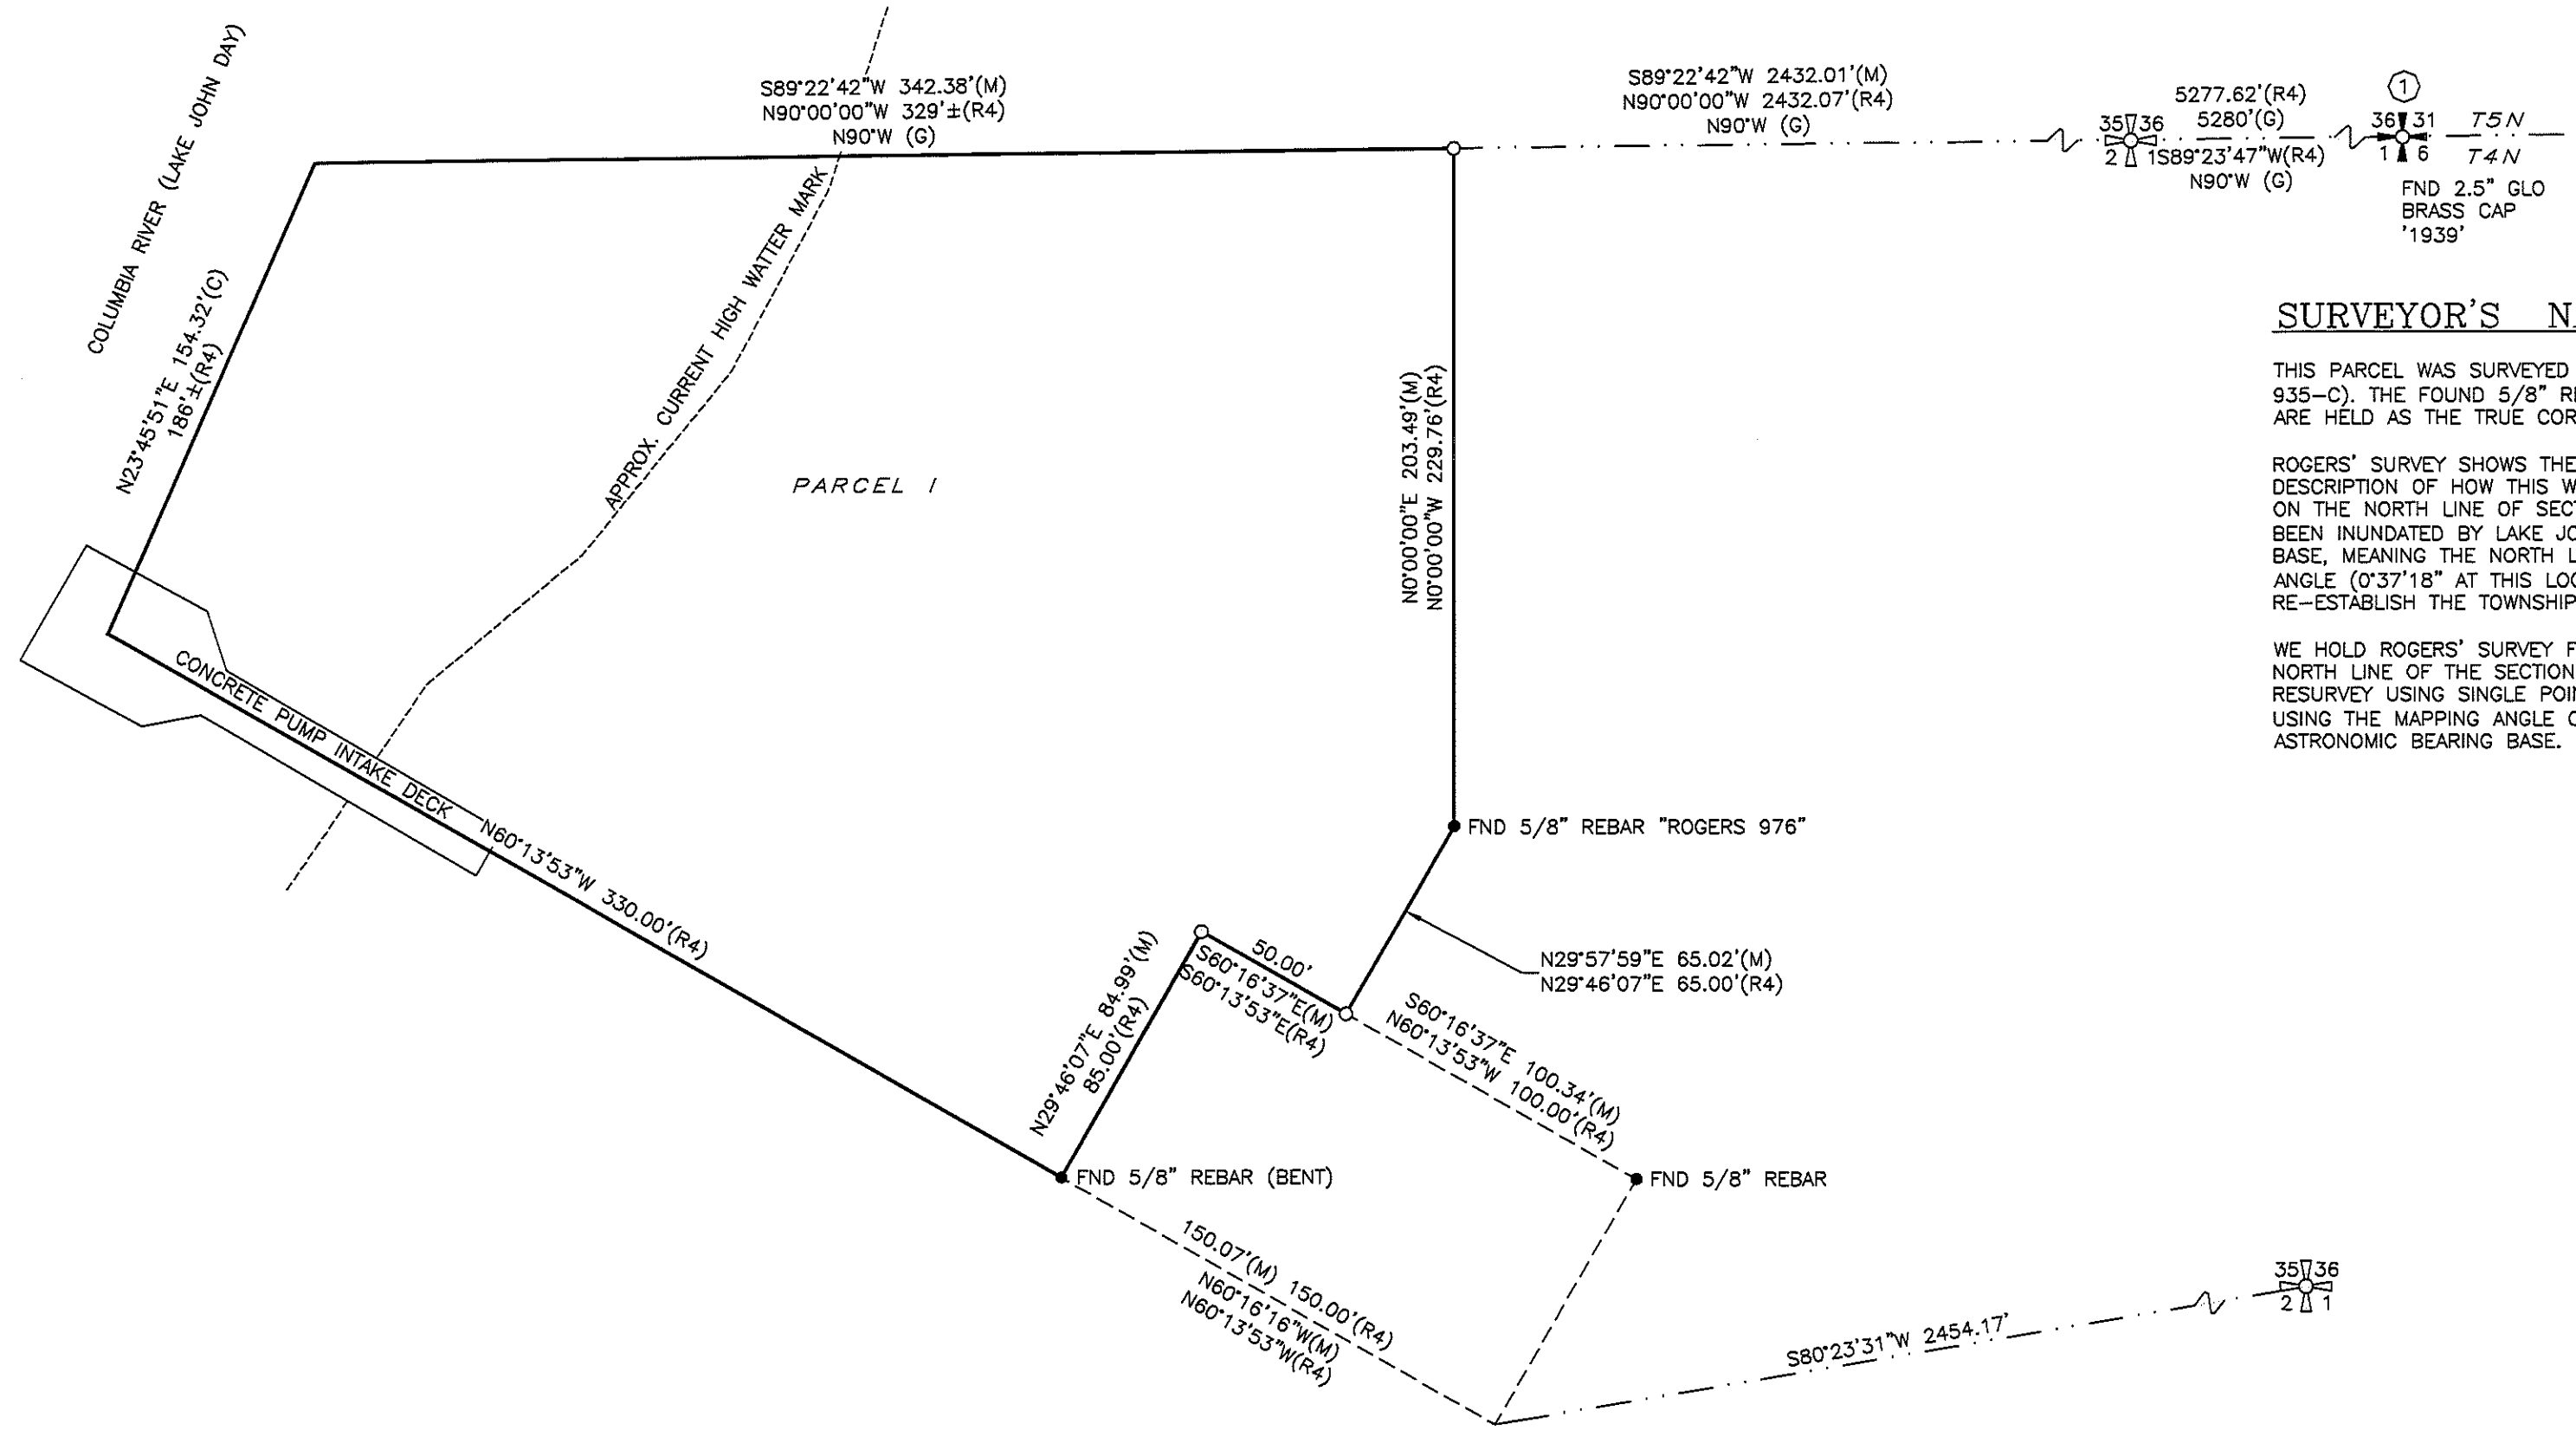 COLUMBIA RIVER (LAKE JOHN DAY)
S89°22'42"W 342.38'(M)
N90°00'00"W 329'±(R4)
N90°W (G)
S89°22'42"W 2432.01'(M)
N90°00'00"W 2432.07'(R4)
N90°W (G)
5277.62'(R4)
5280'(G)
S89°23'47"W(R4)
N90°W (G)
35 36
2 1
1
36 31
1 6
T5N
T4N
FND 2.5" GLO
BRASS CAP
'1939'
N23°45'51"E 154.32'(C)
186'±(R4)
APPROX. CURRENT HIGH WATTER MARK
PARCEL I
N0°00'00"E 203.49'(M)
N0°00'00"W 229.76'(R4)
SURVEYOR'S
THIS PARCEL WAS SURVEYED
935-C). THE FOUND 5/8"
ARE HELD AS THE TRUE COR
ROGERS' SURVEY SHOWS THE
DESCRIPTION OF HOW THIS W
ON THE NORTH LINE OF SECT
BEEN INUNDATED BY LAKE JO
BASE, MEANING THE NORTH L
ANGLE (0°37'18" AT THIS LOC
RE-ESTABLISH THE TOWNSHIP
WE HOLD ROGERS' SURVEY F
NORTH LINE OF THE SECTION
RESURVEY USING SINGLE POI
USING THE MAPPING ANGLE
ASTRONOMIC BEARING BASE.
CONCRETE PUMP INTAKE DECK
N60°13'53"W 330.00'(R4)
FND 5/8" REBAR "ROGERS 976"
N29°57'59"E 65.02'(M)
N29°46'07"E 65.00'(R4)
50.00'
S60°16'37"E(M)
S60°13'53"E(R4)
N29°46'07"E 84.99'(M)
85.00'(R4)
S60°16'37"E 100.34'(M)
N60°13'53"W 100.00'(R4)
FND 5/8" REBAR (BENT)
FND 5/8" REBAR
150.07'(M) 150.00'(R4)
N60°16'16"W(M)
N60°13'53"W(R4)
S80°23'31"W 2454.17'
35 36
2 1